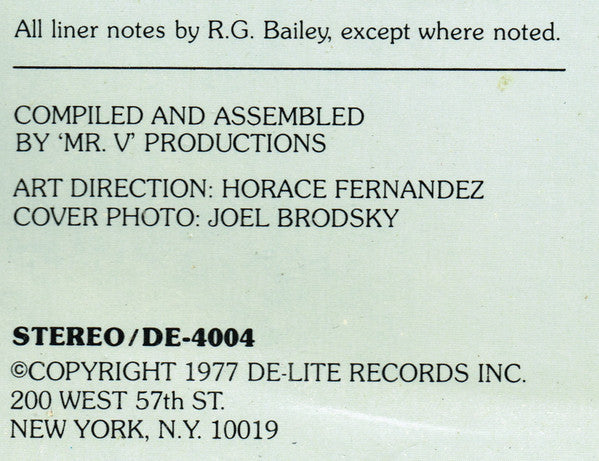 All liner notes by R.G. Bailey, except where noted.
COMPILED AND ASSEMBLED
BY ‘MR. V’ PRODUCTIONS
ART DIRECTION: HORACE FERNANDEZ
COVER PHOTO: JOEL BRODSKY
STEREO/DE-4004
©COPYRIGHT 1977 DE-LITE RECORDS INC.
200 WEST 57th ST.
NEW YORK, N.Y. 10019